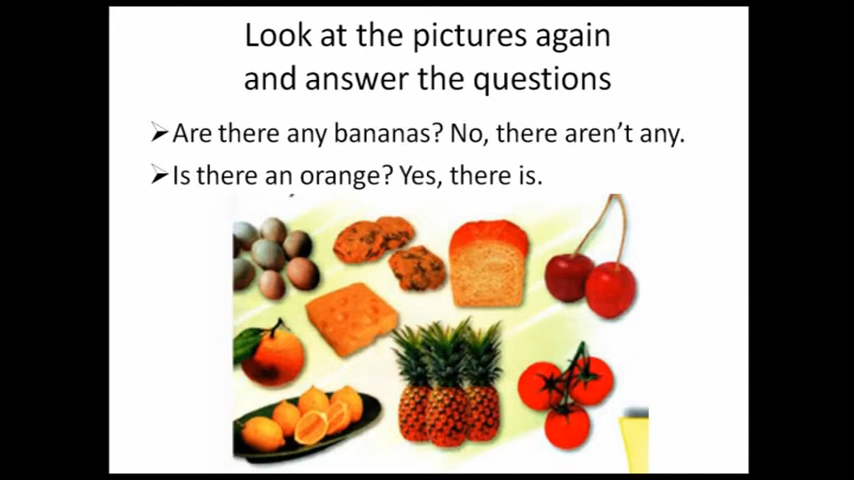 Look at the pictures again
and answer the questions
Are there any bananas? No, there aren't any.
Is there an orange? Yes, there is.